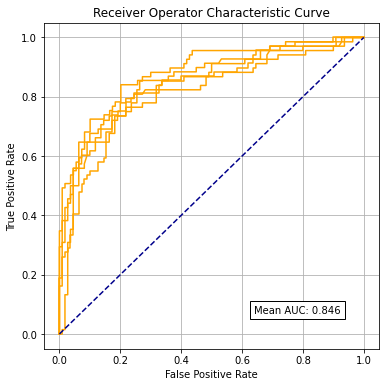 Receiver Operator Characteristic Curve
1.0
0.8
0.6
0.4
0.2
0.0
True Positive Rate
Mean AUC: 0.846
0.0 0.2 0.4 0.6 0.8 1.0
False Positive Rate